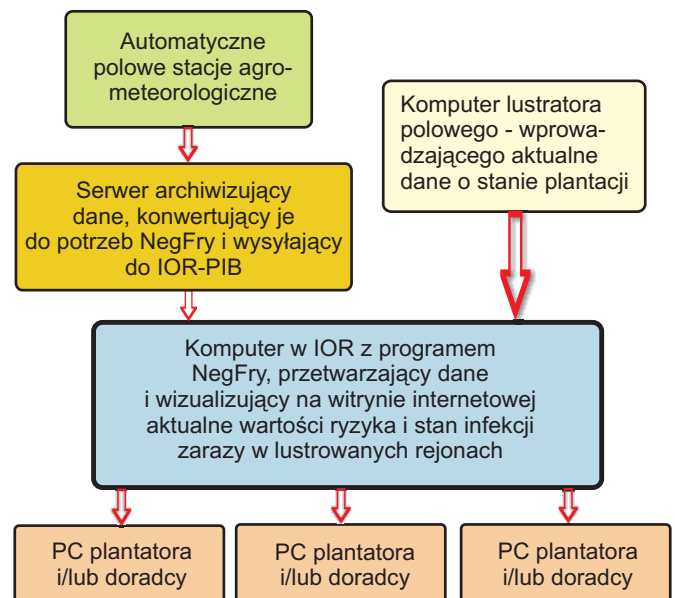 Automatyczne
polowe stacje agro-
meteorologiczne
Komputer lustratora
polowego - wprowa-
dzającego aktualne
dane o stanie plantacji
Serwer archiwizujący
dane, konwertujący je
do potrzeb NegFry i wysyłający
do IOR-PIB
Komputer w IOR z programem
NegFry, przetwarzający dane
i wizualizujący na witrynie internetowej
aktualne wartości ryzyka i stan infekcji
zarazy w lustrowanych rejonach
PC plantatora
i/lub doradcy
PC plantatora
i/lub doradcy
PC plantatora
i/lub doradcy